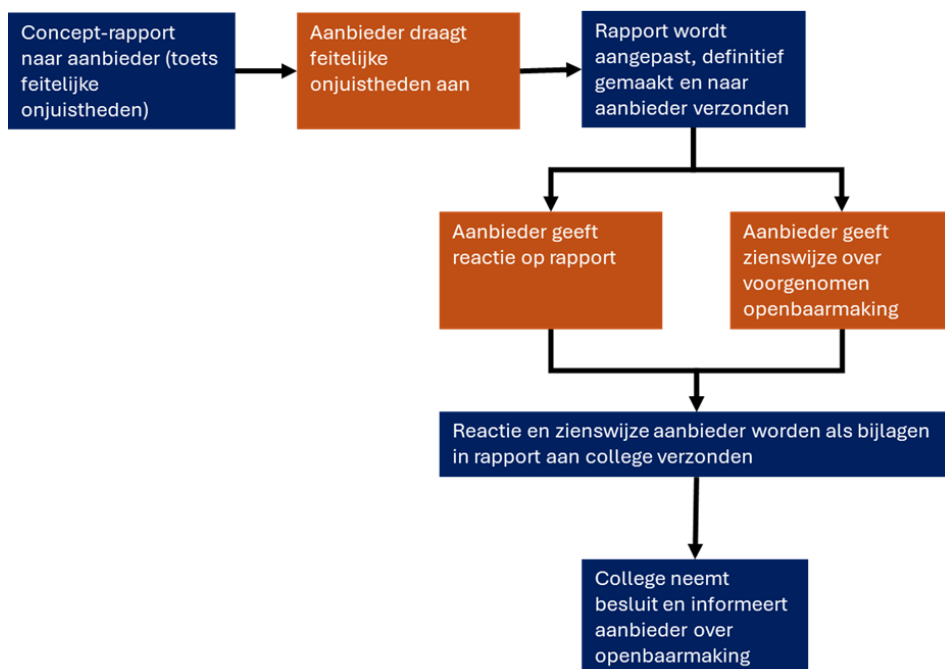 Concept-rapport
naar aanbieder (toets
feitelijke
onjuistheden)
Aanbieder draagt
feitelijke
onjuistheden aan
Rapport wordt
aangepast, definitief
gemaakt en naar
aanbieder verzonden
Aanbieder geeft
reactie op rapport
Aanbieder geeft
zienswijze over
voorgenomen
openbaarmaking
Reactie en zienswijze aanbieder worden als bijlagen
in rapport aan college verzonden
College neemt
besluit en informeert
aanbieder over
openbaarmaking